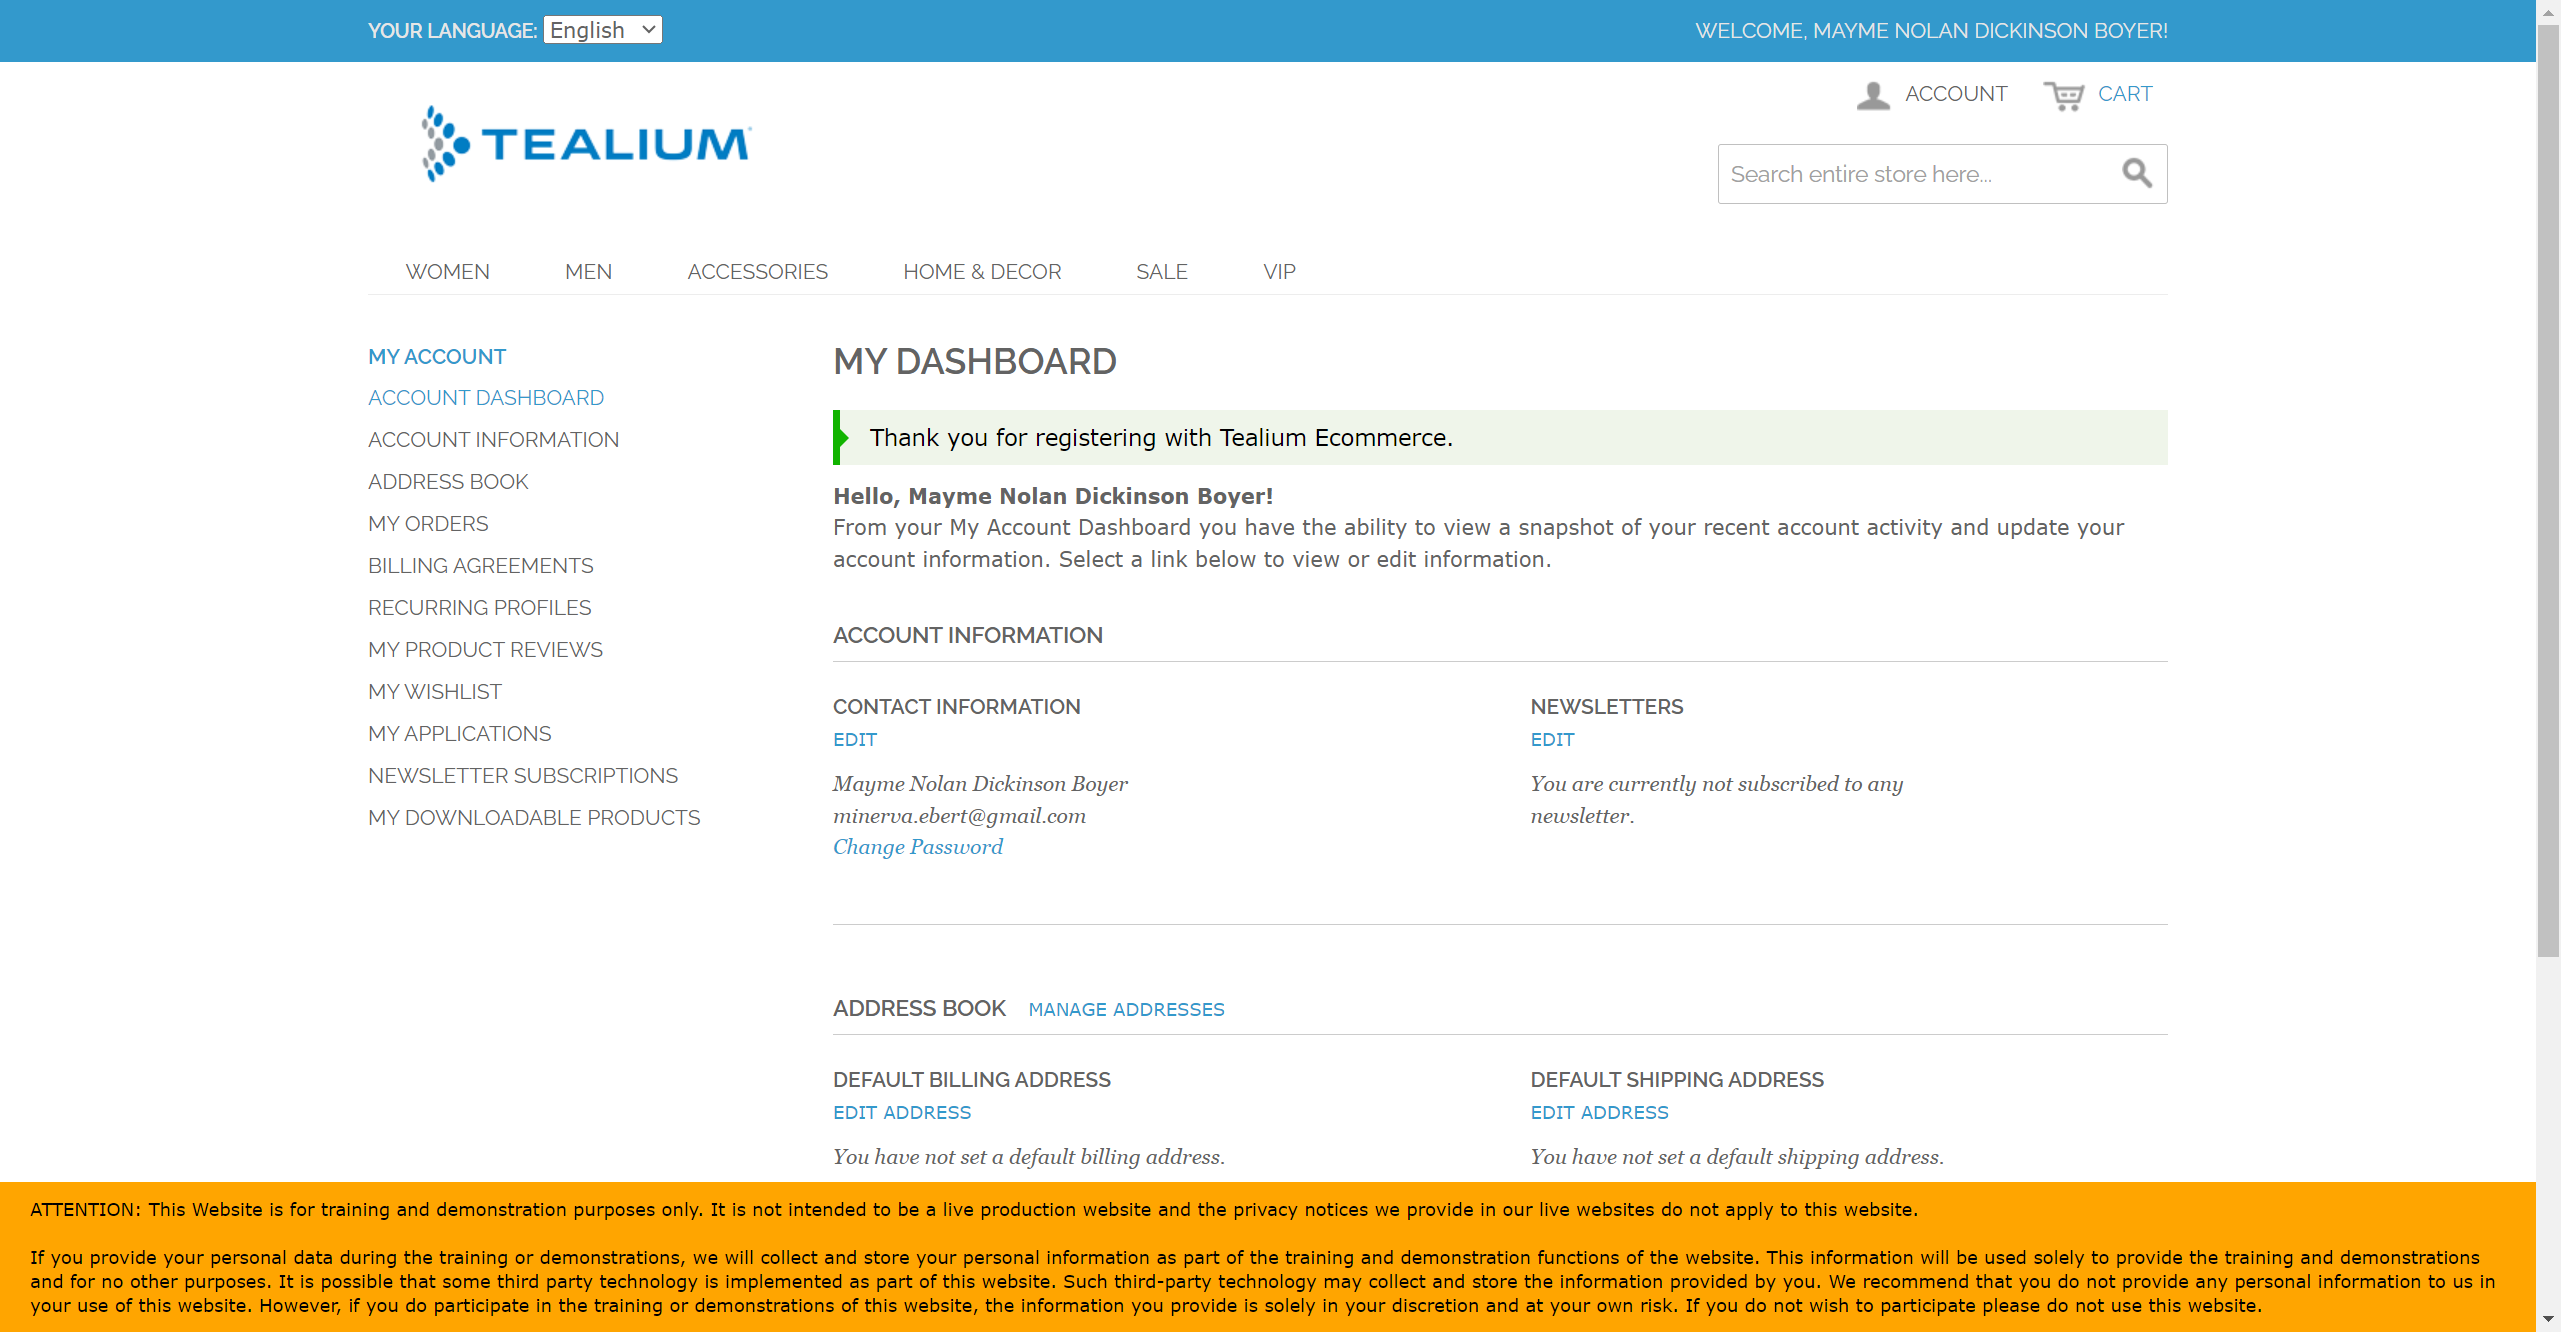 YOUR LANGUAGE: English
WELCOME, MAYME NOLAN DICKINSON BOYER!
ACCOUNT
CART
TEALIUM
Search entire store here...
WOMEN
MEN
ACCESSORIES
HOME & DECOR
SALE
VIP
MY ACCOUNT
ACCOUNT DASHBOARD
ACCOUNT INFORMATION
ADDRESS BOOK
MY ORDERS
BILLING AGREEMENTS
RECURRING PROFILES
MY PRODUCT REVIEWS
MY WISHLIST
MY APPLICATIONS
NEWSLETTER SUBSCRIPTIONS
MY DOWNLOADABLE PRODUCTS
MY DASHBOARD
Thank you for registering with Tealium Ecommerce.
Hello, Mayme Nolan Dickinson Boyer!
From your My Account Dashboard you have the ability to view a snapshot of your recent account activity and update your
account information. Select a link below to view or edit information.
ACCOUNT INFORMATION
CONTACT INFORMATION
EDIT
Mayme Nolan Dickinson Boyer
minerva.ebert@gmail.com
Change Password
NEWSLETTERS
EDIT
You are currently not subscribed to any
newsletter.
ADDRESS BOOK
MANAGE ADDRESSES
DEFAULT BILLING ADDRESS
EDIT ADDRESS
You have not set a default billing address.
DEFAULT SHIPPING ADDRESS
EDIT ADDRESS
You have not set a default shipping address.
ATTENTION: This Website is for training and demonstration purposes only. It is not intended to be a live production website and the privacy notices we provide in our live websites do not apply to this website.
If you provide your personal data during the training or demonstrations, we will collect and store your personal information as part of the training and demonstration functions of the website. This information will be used solely to provide the training and demonstrations
and for no other purposes. It is possible that some third party technology is implemented as part of this website. Such third-party technology may collect and store the information provided by you. We recommend that you do not provide any personal information to us in
your use of this website. However, if you do participate in the training or demonstrations of this website, the information you provide is solely in your discretion and at your own risk. If you do not wish to participate please do not use this website.